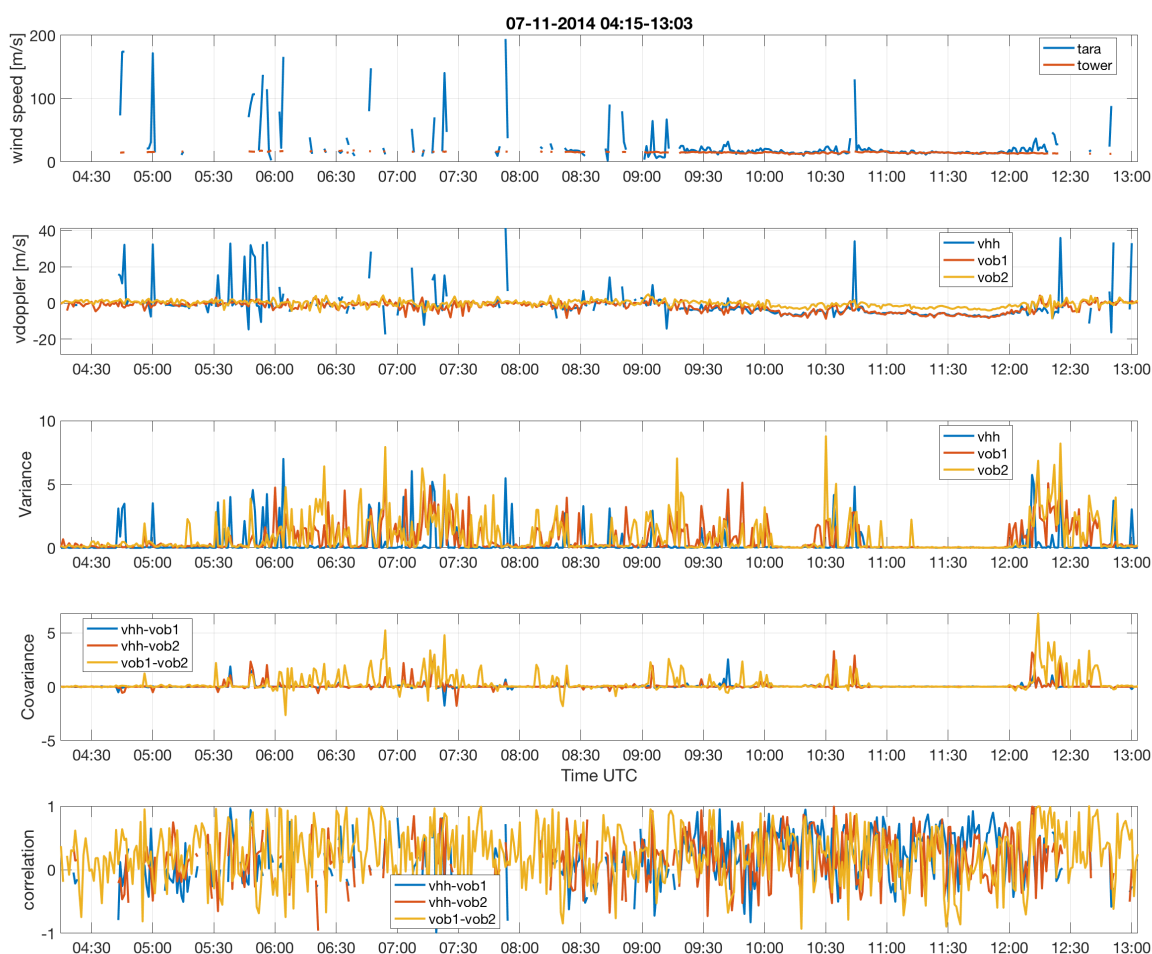 07-11-2014 04:15-13:03
wind speed [m/s]
200
100
0
tara
tower
04:30 05:00 05:30 06:00 06:30 07:00 07:30 08:00 08:30 09:00 09:30 10:00 10:30 11:00 11:30 12:00 12:30 13:00
vdoppler [m/s]
40
20
0
-20
vhh
vob1
vob2
04:30 05:00 05:30 06:00 06:30 07:00 07:30 08:00 08:30 09:00 09:30 10:00 10:30 11:00 11:30 12:00 12:30 13:00
Variance
10
5
0
vhh
vob1
vob2
04:30 05:00 05:30 06:00 06:30 07:00 07:30 08:00 08:30 09:00 09:30 10:00 10:30 11:00 11:30 12:00 12:30 13:00
Covariance
5
0
-5
vhh-vob1
vhh-vob2
vob1-vob2
04:30 05:00 05:30 06:00 06:30 07:00 07:30 08:00 08:30 09:00 09:30 10:00 10:30 11:00 11:30 12:00 12:30 13:00
Time UTC
correlation
1
0
-1
vhh-vob1
vhh-vob2
vob1-vob2
04:30 05:00 05:30 06:00 06:30 07:00 07:30 08:00 08:30 09:00 09:30 10:00 10:30 11:00 11:30 12:00 12:30 13:00